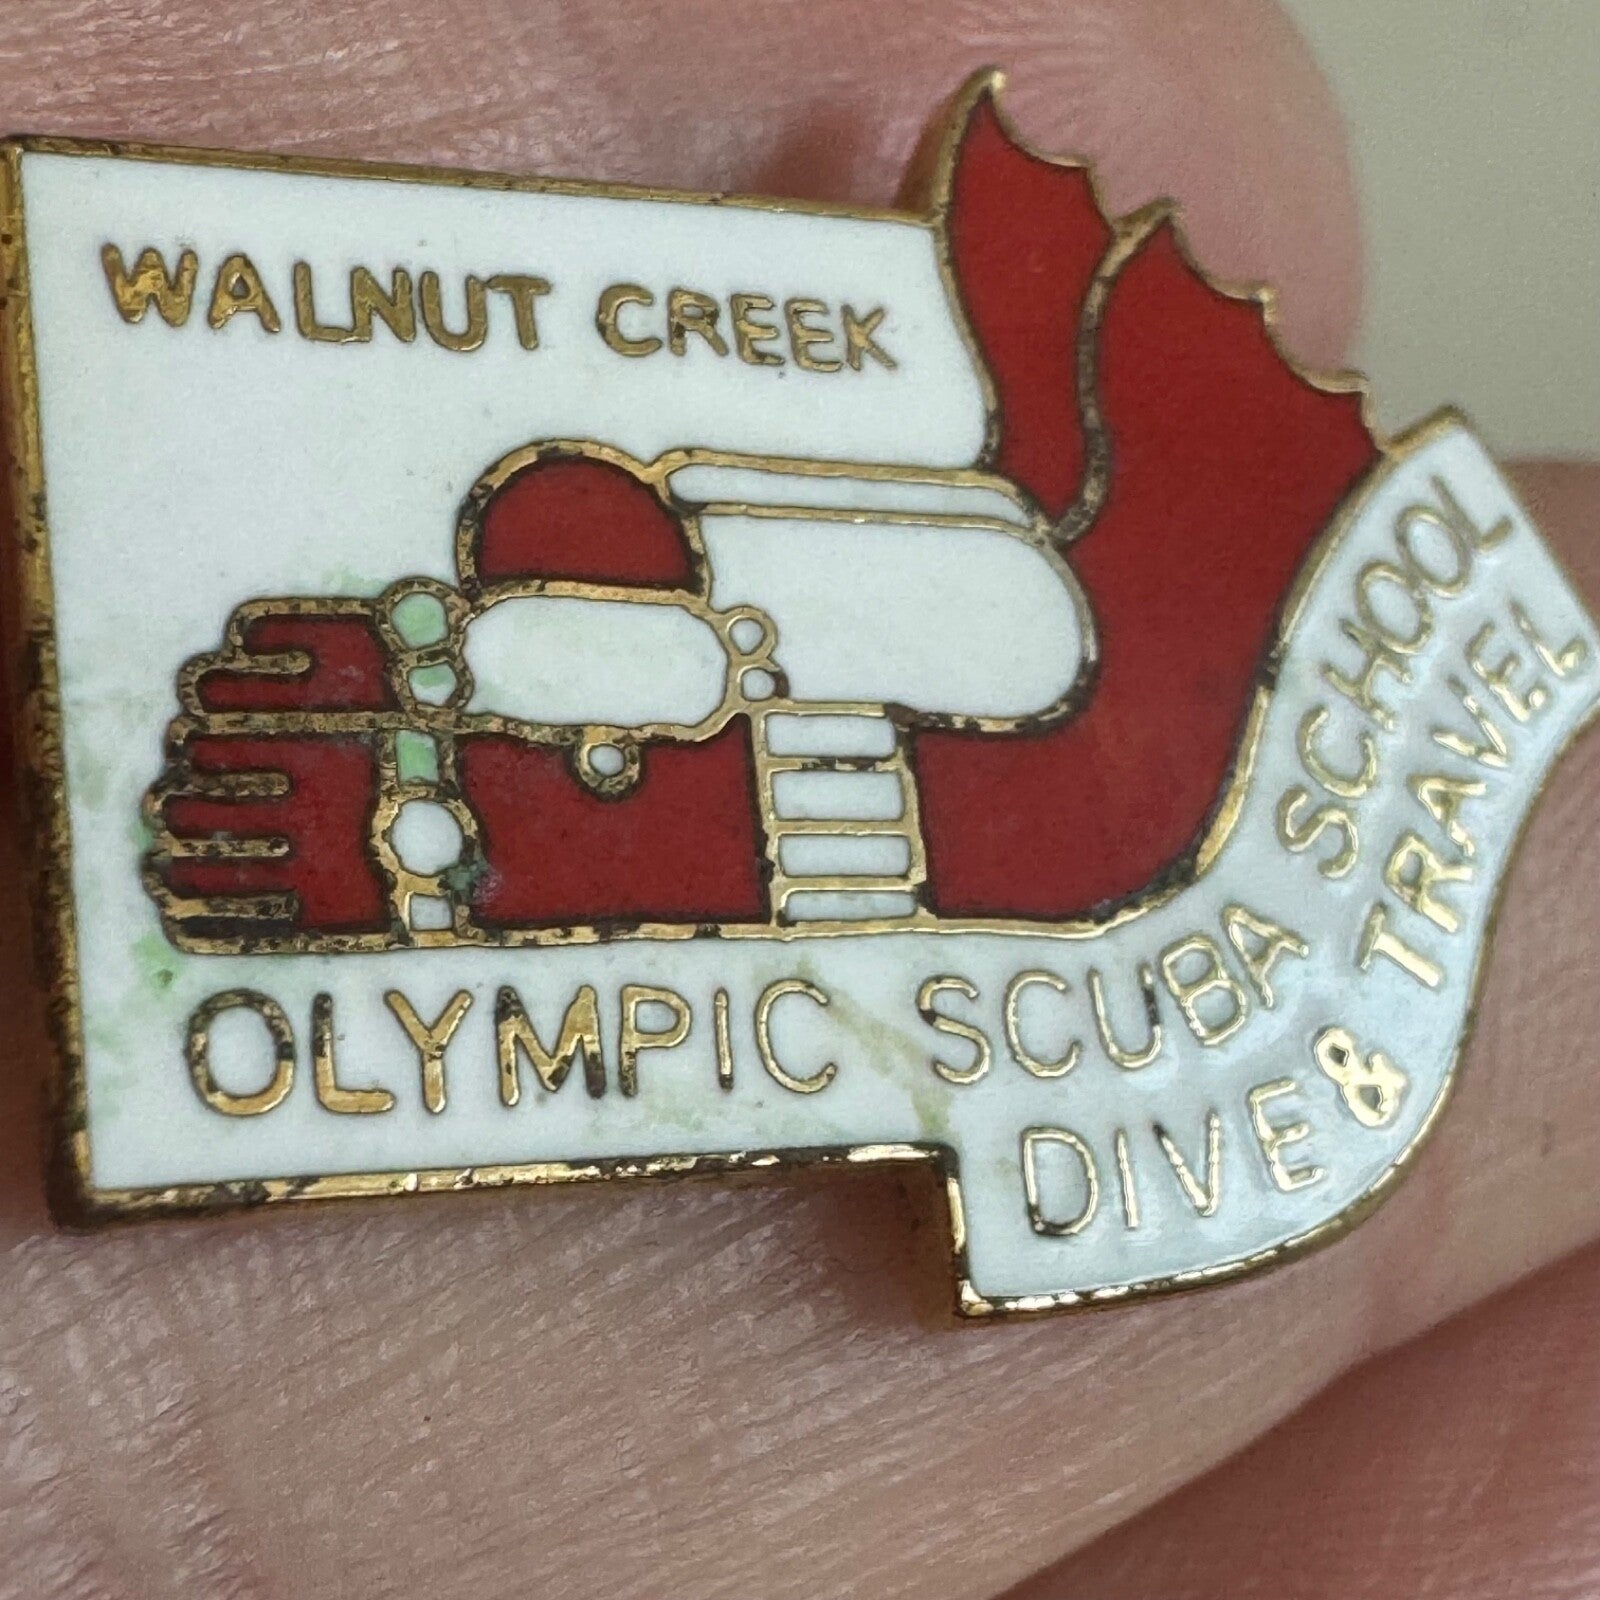 WALNUT CREEK
OLYMPIC SCUBA SCHOOL
DIVE & TRAVEL